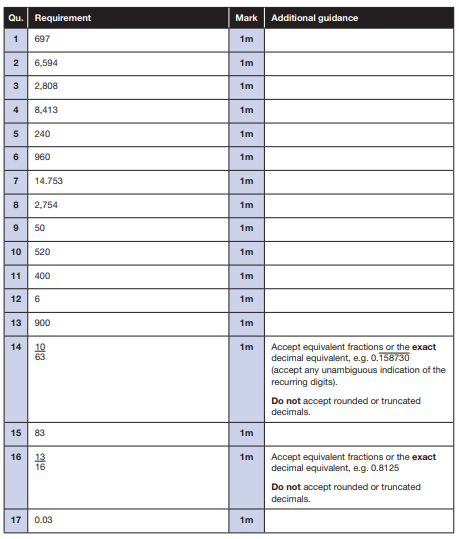 Qu. Requirement Mark Additional guidance
1 697 1m
2 6,594 1m
3 2,808 1m
4 8,413 1m
5 240 1m
6 960 1m
7 14.753 1m
8 2,754 1m
9 50 1m
10 520 1m
11 400 1m
12 6 1m
13 900 1m
14 10/63 1m Accept equivalent fractions or the exact
decimal equivalent, e.g. 0.158730
(accept any unambiguous indication of the
recurring digits).
Do not accept rounded or truncated
decimals.
15 83 1m
16 13/16 1m Accept equivalent fractions or the exact
decimal equivalent, e.g. 0.8125
Do not accept rounded or truncated
decimals.
17 0.03 1m